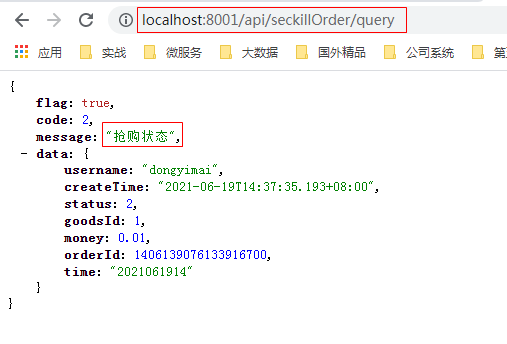 localhost:8001/api/seckillOrder/query
应用 实战 微服务 大数据 国外精品 公司系统
{
flag: true,
code: 2,
message: "抢购状态",
- data: {
username: "dongyimai",
createTime: "2021-06-19T14:37:35.193+08:00",
status: 2,
goodsId: 1,
money: 0.01,
orderId: 1406139076133916700,
time: "2021061914"
}
}